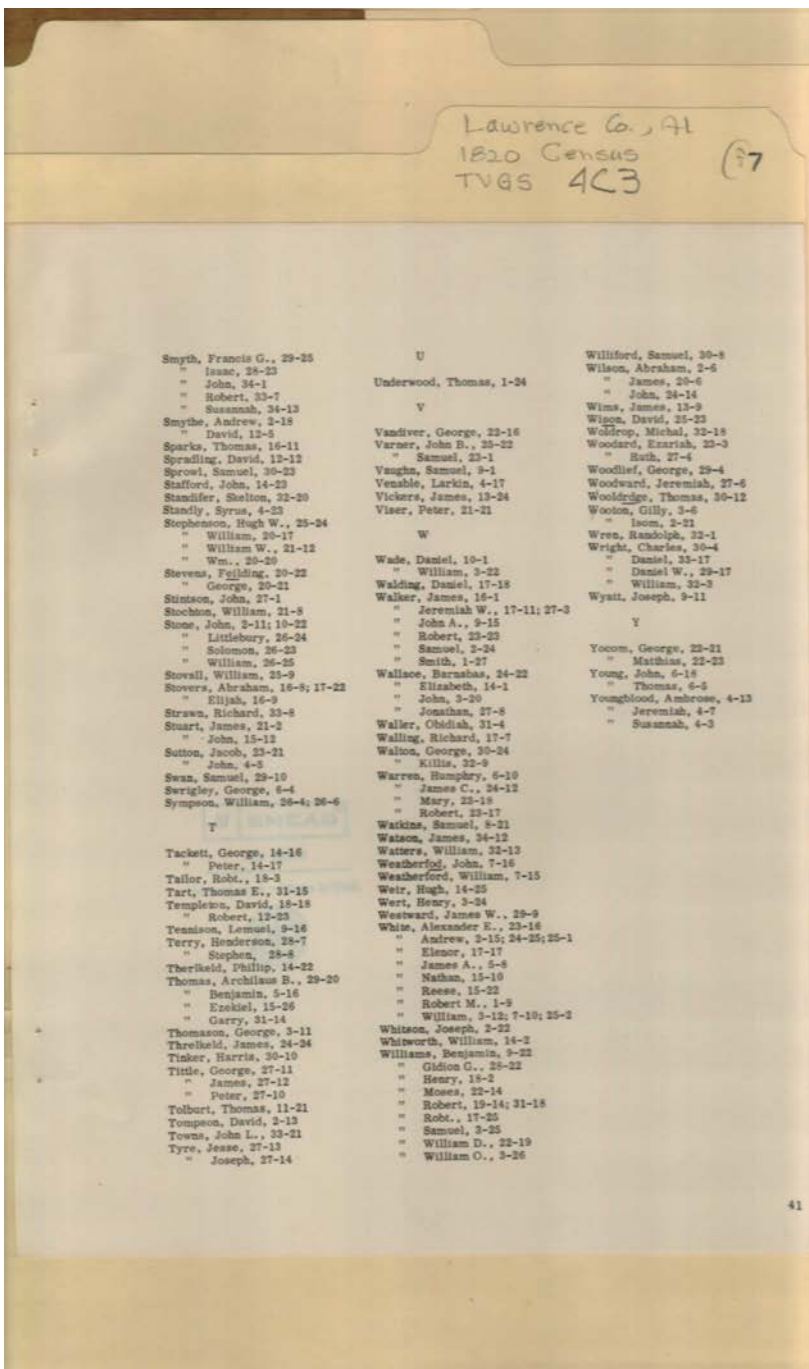 Lawrence Co., Al
1820 Census
TVGS 4C3
7
Smyth, Francis G., 29-25
" Isaac, 28-23
" John, 34-1
" Robert, 33-7
" Susannah, 34-13
Smythe, Andrew, 2-18
" David, 12-5
Sparks, Thomas, 16-11
Spradling, David, 12-12
Sprowl, Samuel, 30-23
Stafford, John, 14-23
Standifer, Skelton, 32-20
Standly, Syrus, 4-23
Stephenson, Hugh W., 25-24
" William, 20-17
" William W., 21-12
" Wm., 20-20
Stevens, Feilding, 20-22
" George, 20-21
Stintson, John, 27-1
Stochton, William, 21-8
Stone, John, 2-11; 10-22
" Littlebury, 26-24
" Solomon, 26-23
" William, 26-25
Stovall, William, 25-9
Stovers, Abraham, 16-8; 17-22
" Elijah, 16-9
Strawn, Richard, 33-8
Stuart, James, 21-2
" John, 15-12
Sutton, Jacob, 23-21
" John, 4-5
Swan, Samuel, 29-10
Swrigley, George, 6-4
Sympson, William, 26-4; 26-6
T
Tackett, George, 14-16
" Peter, 14-17
Tailor, Robt., 18-3
Tart, Thomas E., 31-15
Templeton, David, 18-18
" Robert, 12-23
Tennison, Lemuel, 9-16
Terry, Henderson, 28-7
" Stephen, 28-8
Therlkeld, Phillip, 14-22
Thomas, Archilaus B., 29-20
" Benjamin, 5-16
" Ezekiel, 15-26
" Garry, 31-14
Thomason, George, 3-11
Threlkeld, James, 24-24
Tinker, Harris, 30-10
Tittle, George, 27-11
" James, 27-12
" Peter, 27-10
Tolburt, Thomas, 11-21
Tompson, David, 2-13
Towns, John L., 33-21
Tyre, Jesse, 27-13
" Joseph, 27-14
U
Underwood, Thomas, 1-24
V
Vandiver, George, 22-16
Varner, John B., 25-22
" Samuel, 23-1
Vaughn, Samuel, 9-1
Venable, Larkin, 4-17
Vickers, James, 13-24
Viser, Peter, 21-21
W
Wade, Daniel, 10-1
" William, 3-22
Walding, Daniel, 17-18
Walker, James, 16-1
" Jeremiah W., 17-11; 27-3
" John A., 9-15
" Robert, 23-23
" Samuel, 2-24
" Smith, 1-27
Wallace, Barnabas, 24-22
" Elizabeth, 14-1
" John, 3-20
" Jonathan, 27-8
Waller, Obidiah, 31-4
Walling, Richard, 17-7
Walton, George, 30-24
" Killis, 32-9
Warren, Humphry, 6-10
" James C., 24-12
" Mary, 23-18
" Robert, 23-17
Watkins, Samuel, 8-21
Watson, James, 34-12
Watters, William, 32-13
Weatherfod, John, 7-16
Weatherford, William, 7-15
Weir, Hugh, 14-25
Wert, Henry, 3-24
Westward, James W., 29-9
White, Alexander E., 23-16
" Andrew, 2-15; 24-25; 25-1
" Elenor, 17-17
" James A., 5-8
" Nathan, 15-10
" Reese, 15-22
" Robert M., 1-9
" William, 3-12; 7-10; 25-2
Whitson, Joseph, 2-22
Whitworth, William, 14-2
Williams, Benjamin, 9-22
" Gidion G., 28-22
" Henry, 18-2
" Moses, 22-14
" Robert, 19-14; 31-18
" Robt., 17-25
" Samuel, 3-25
" William D., 22-19
" William O., 3-26
Williford, Samuel, 30-8
Wilson, Abraham, 2-6
" James, 20-6
" John, 24-14
Wims, James, 13-9
Wison, David, 25-23
Woldrop, Michal, 32-18
Woodard, Ezariah, 23-3
" Ruth, 27-4
Woodlief, George, 29-4
Woodward, Jeremiah, 27-6
Wooldrdge, Thomas, 30-12
Wooton, Gilly, 3-6
" Isom, 2-21
Wren, Randolph, 32-1
Wright, Charles, 30-4
" Daniel, 33-17
" Daniel W., 29-17
" William, 32-3
Wyatt, Joseph, 9-11
Y
Yocom, George, 22-21
" Matthias, 22-23
Young, John, 6-16
" Thomas, 6-5
Youngblood, Ambrose, 4-13
" Jeremiah, 4-7
" Susannah, 4-3
41